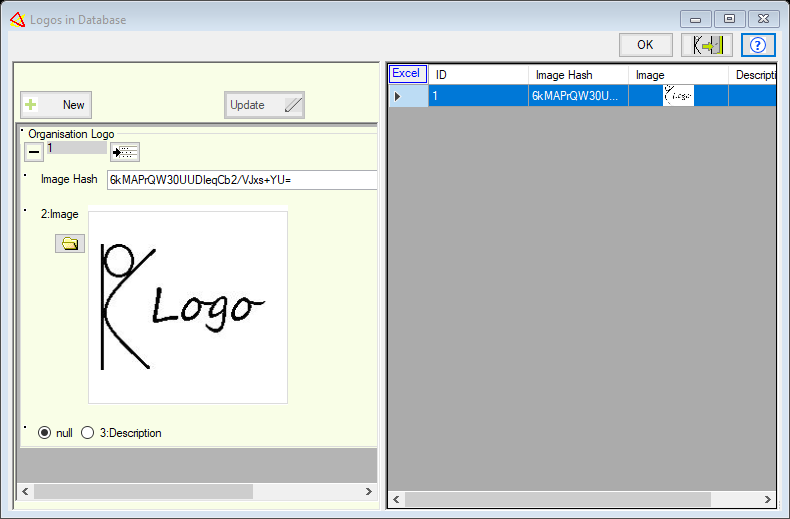 Logos in Database
OK
?
New
Update
Organisation Logo
1
Image Hash 6kMAPrQW30UUDIeqCb2/VJxs+YU=
2:Image
Logo
null 3:Description
Excel ID Image Hash Image Descripti
1 6kMAPrQW30U... Logo